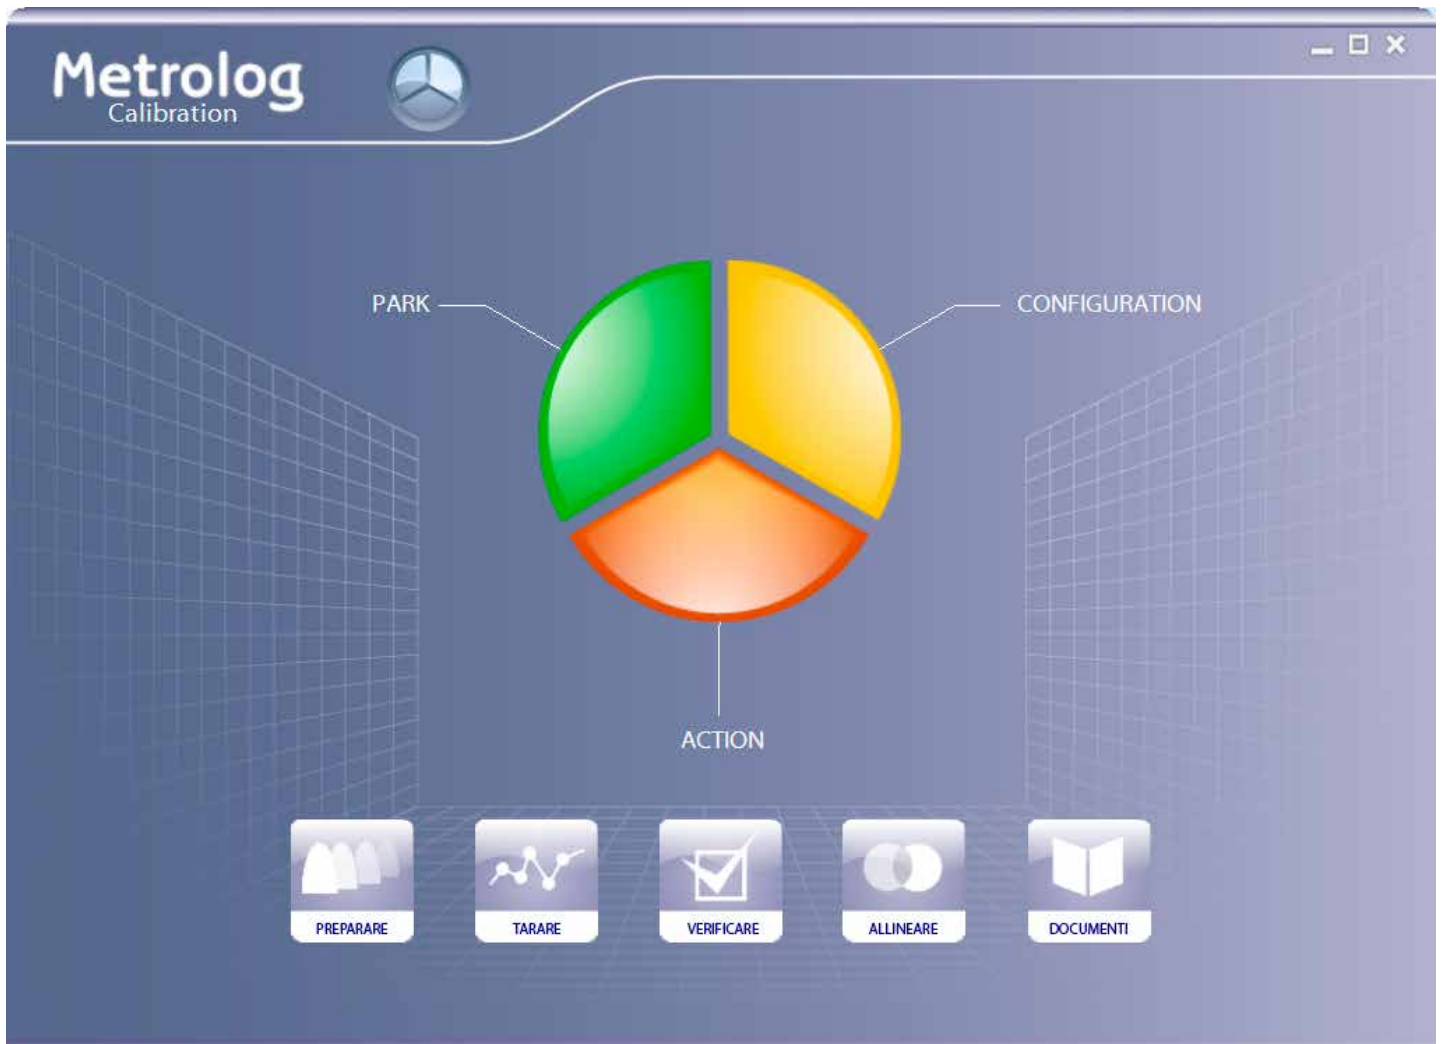 Metrolog
Calibration
PARK
CONFIGURATION
ACTION
PREPARARE
TARARE
VERIFICARE
ALLINEARE
DOCUMENTI